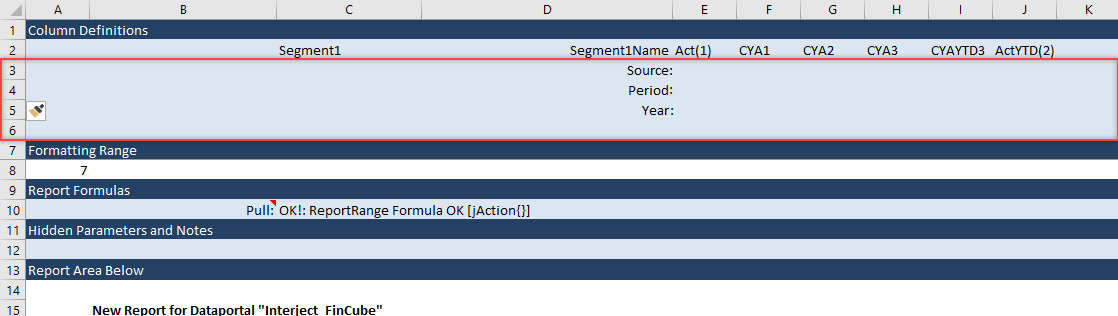 A B C D E F G H I J K
1 Column Definitions
2 Segment1 Segment1Name Act(1) CYA1 CYA2 CYA3 CYAYTD3 ActYTD(2)
3 Source:
4 Period:
5 Year:
6
7 Formatting Range
8 7
9 Report Formulas
10 Pull: OK!: ReportRange Formula OK [jAction{}]
11 Hidden Parameters and Notes
12
13 Report Area Below
14
15 New Report for Dataportal "Interject_FinCube"